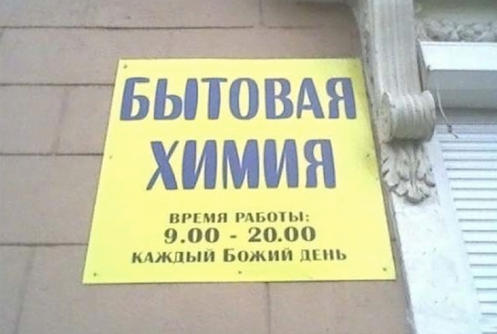 БЫТОВАЯ
ХИМИЯ
ВРЕМЯ РАБОТЫ:
9.00 - 20.00
КАЖДЫЙ БОЖИЙ ДЕНЬ